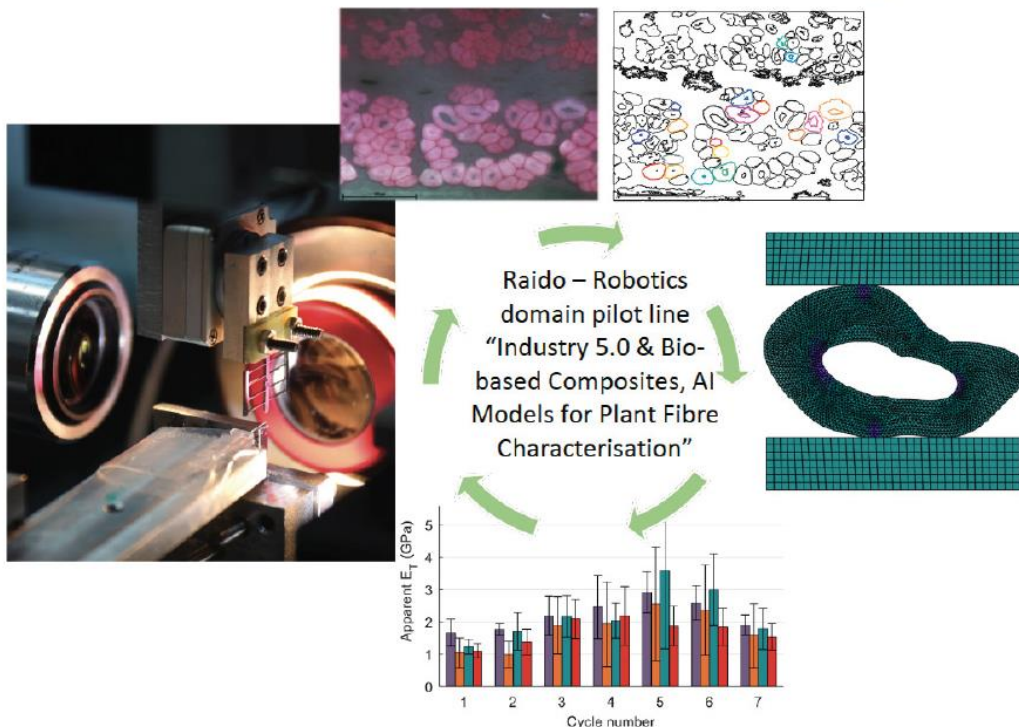 Raido – Robotics
domain pilot line
“Industry 5.0 & Bio-
based Composites, AI
Models for Plant Fibre
Characterisation”
Apparent E_T (GPa)
5
4
3
2
1
0
1 2 3 4 5 6 7
Cycle number